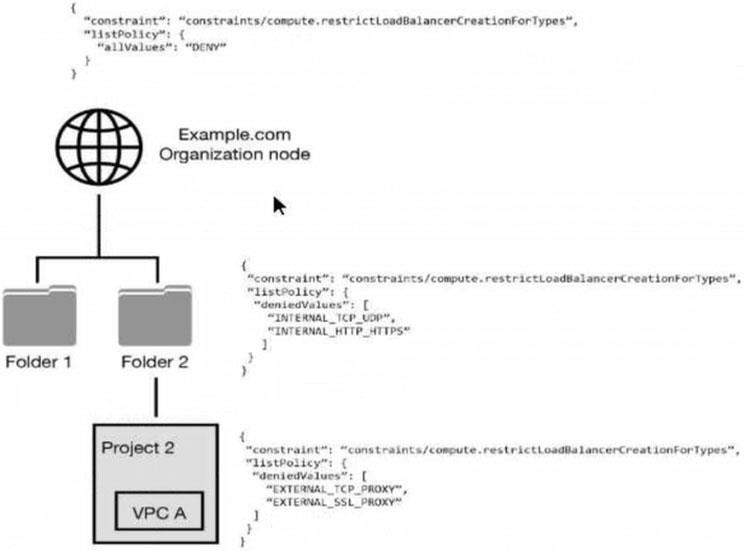 {
"constraint": "constraints/compute.restrictLoadBalancerCreationForTypes",
"listPolicy": {
"allValues": "DENY"
}
}
Example.com
Organization node
{
"constraint": "constraints/compute.restrictLoadBalancerCreationForTypes",
"listPolicy": {
"deniedValues": [
"INTERNAL_TCP_UDP",
"INTERNAL_HTTP_HTTPS"
]
}
}
Folder 1
Folder 2
{
"constraint": "constraints/compute.restrictLoadBalancerCreationForTypes",
"listPolicy": {
"deniedValues": [
"EXTERNAL_TCP_PROXY",
"EXTERNAL_SSL_PROXY"
]
}
}
Project 2
VPC A